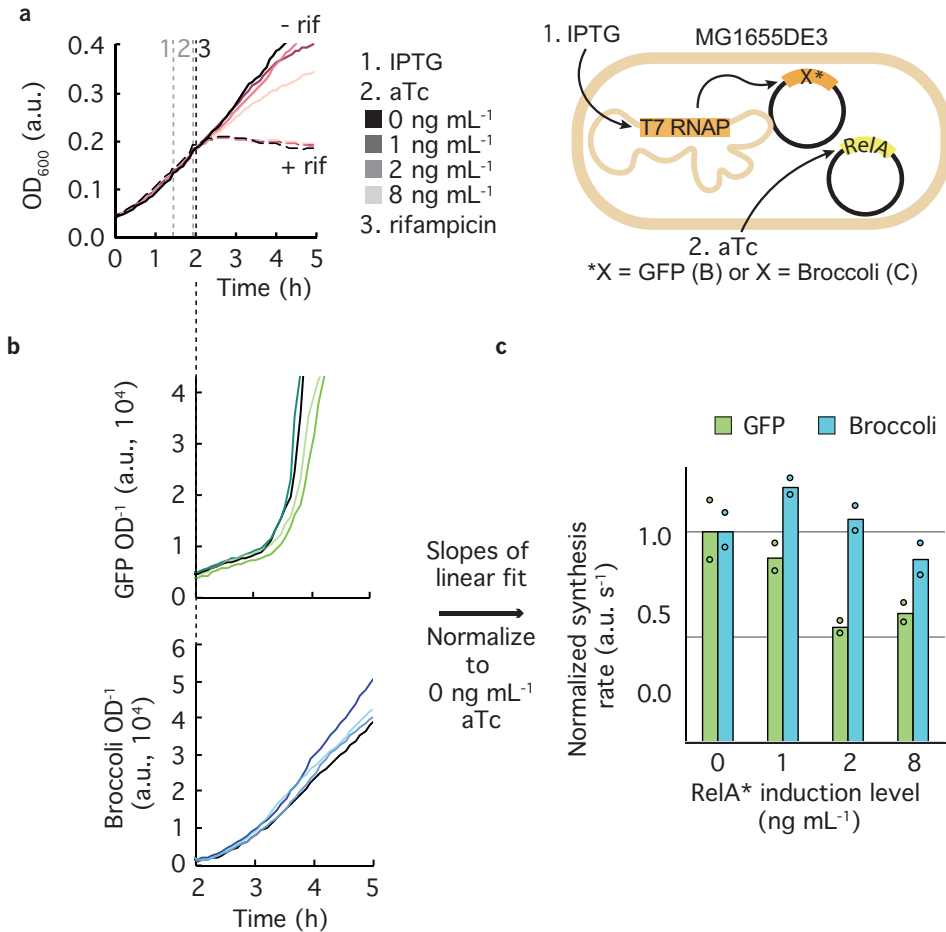 a
- rif
+ rif
1 2 3
0.4
0.3
0.2
0.1
0.0
OD600 (a.u.)
0 1 2 3 4 5
Time (h)
1. IPTG
2. aTc
0 ng mL-1
1 ng mL-1
2 ng mL-1
8 ng mL-1
3. rifampicin
1. IPTG
MG1655DE3
X*
T7 RNAP
RelA
2. aTc
*X = GFP (B) or X = Broccoli (C)
b
GFP OD-1 (a.u., 10⁴)
4
3
2
1
0
Broccoli OD-1
(a.u., 10⁴)
6
5
4
3
2
1
0
2 3 4 5
Time (h)
Slopes of
linear fit
Normalize
to
0 ng mL-1
aTc
c
GFP Broccoli
Normalized synthesis
rate (a.u. s-1)
1.0
0.5
0.0
0 1 2 8
RelA* induction level
(ng mL-1)